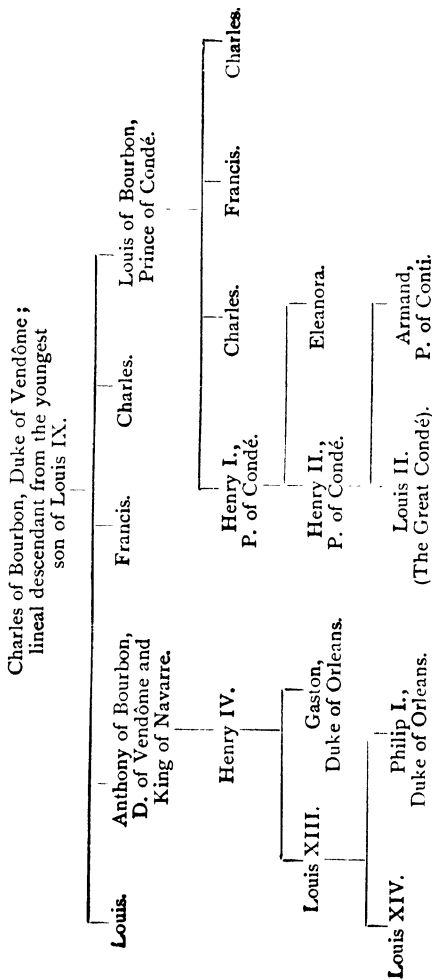 Charles of Bourbon, Duke of Vendôme;
lineal descendant from the youngest
son of Louis IX.
Louis.
Anthony of Bourbon,
D. of Vendôme and
King of Navarre.
Francis.
Charles.
Louis of Bourbon,
Prince of Condé.
Henry IV.
Henry I.,
P. of Condé.
Charles.
Francis.
Charles.
Louis XIII.
Gaston,
Duke of Orleans.
Henry II.,
P. of Condé.
Eleanora.
Louis XIV.
Philip I.,
Duke of Orleans.
Louis II.
(The Great Condé).
Armand,
P. of Conti.